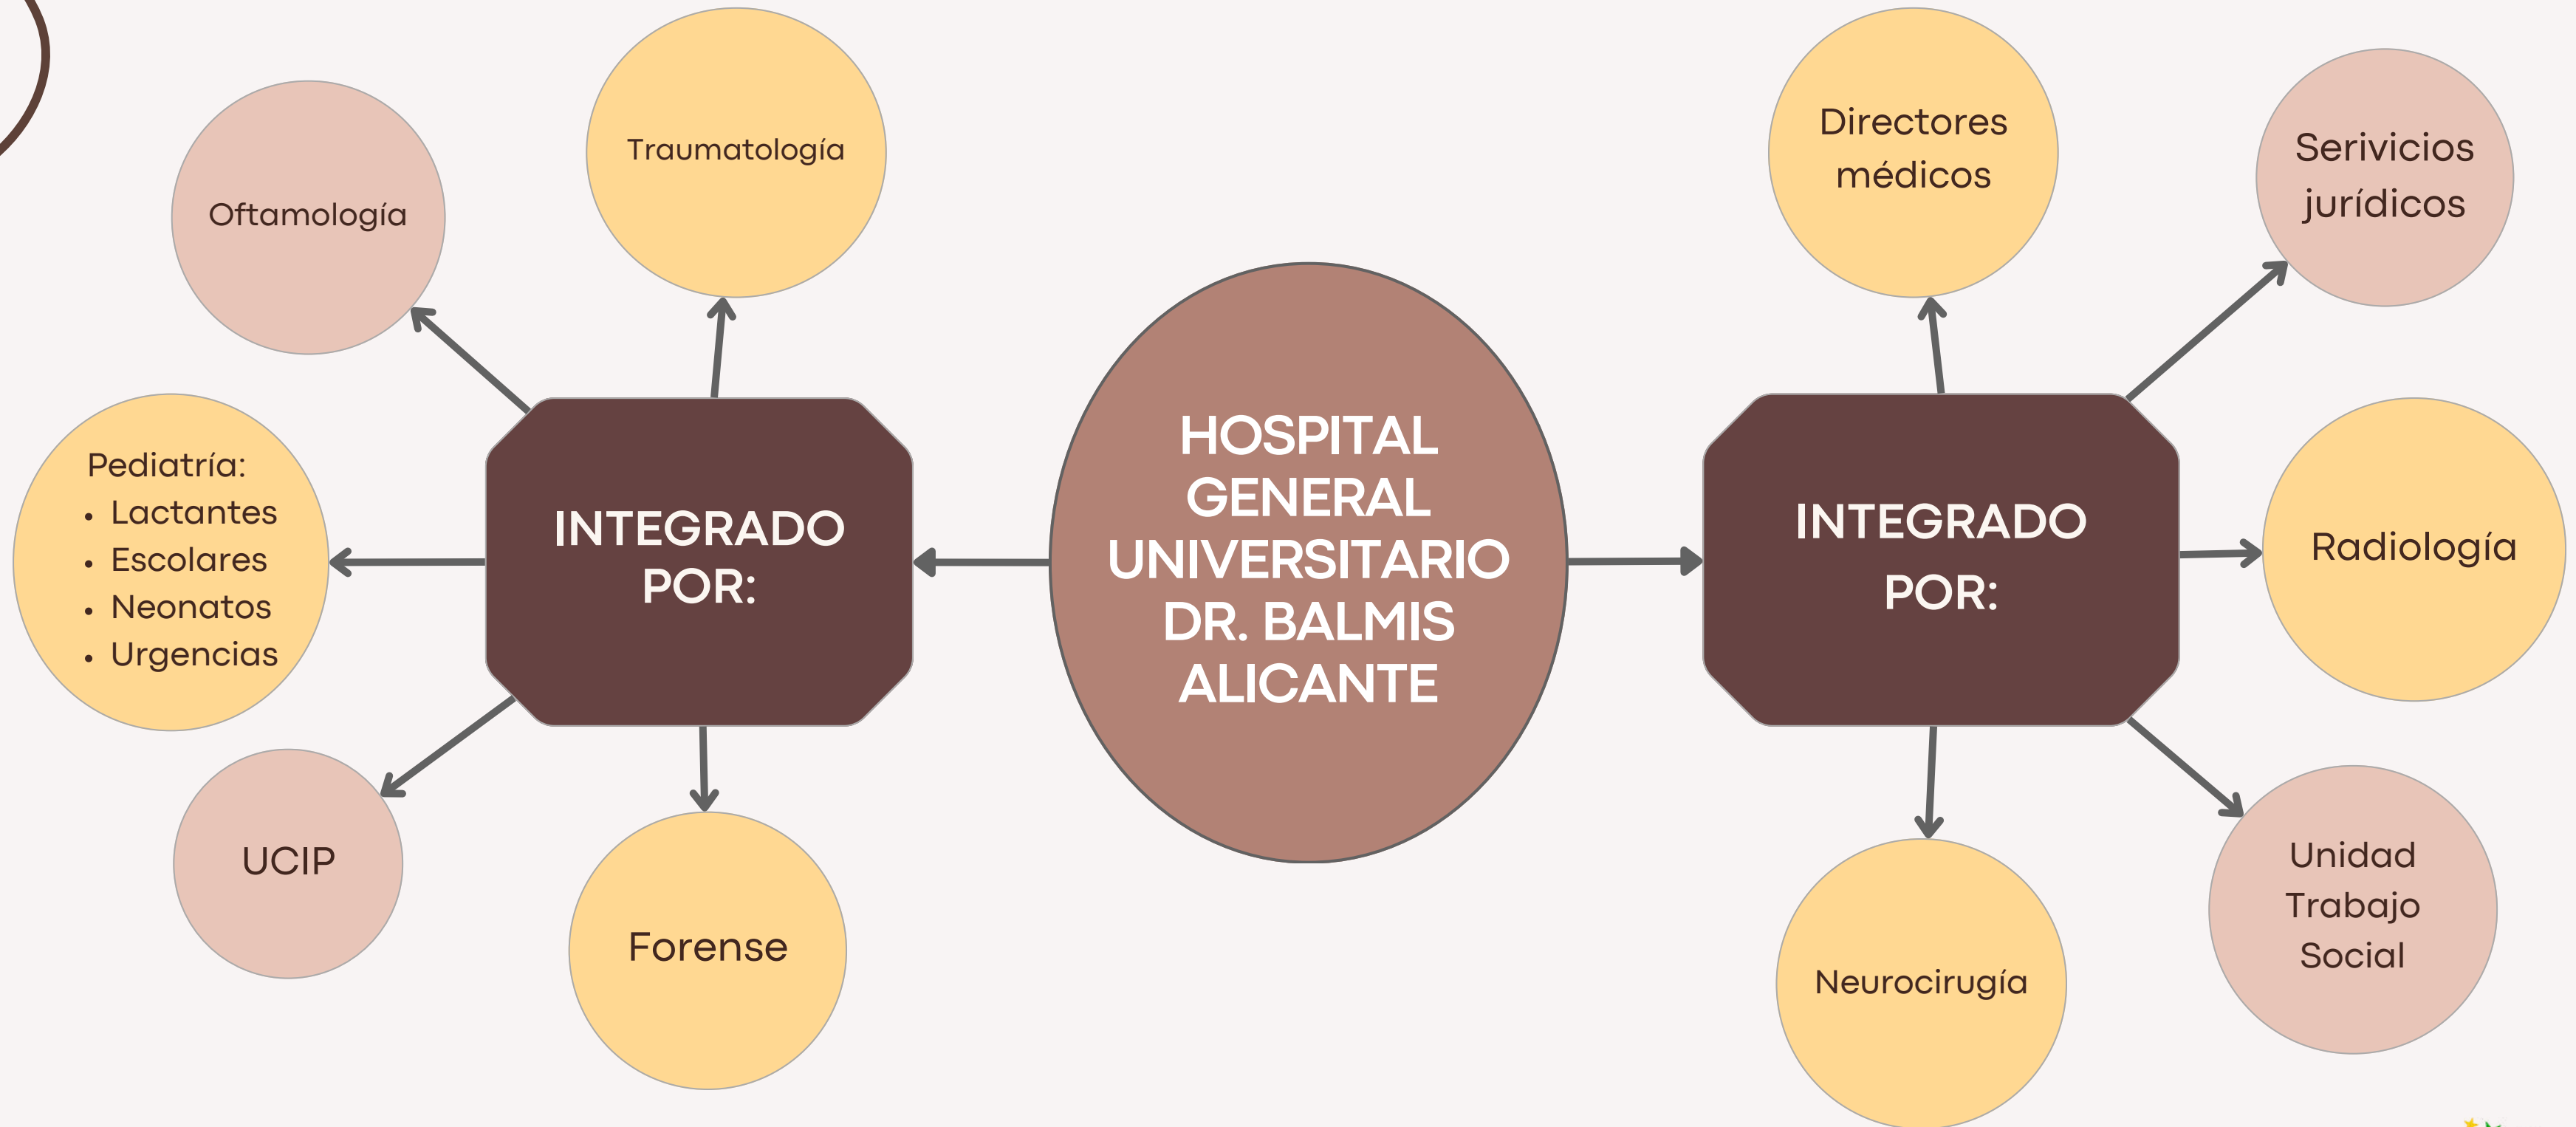 Traumatología
Oftamología
Pediatría:
• Lactantes
• Escolares
• Neonatos
• Urgencias
UCIP
Forense
INTEGRADO
POR:
HOSPITAL
GENERAL
UNIVERSITARIO
DR. BALMIS
ALICANTE
INTEGRADO
POR:
Directores
médicos
Serivicios
jurídicos
Radiología
Unidad
Trabajo
Social
Neurocirugía